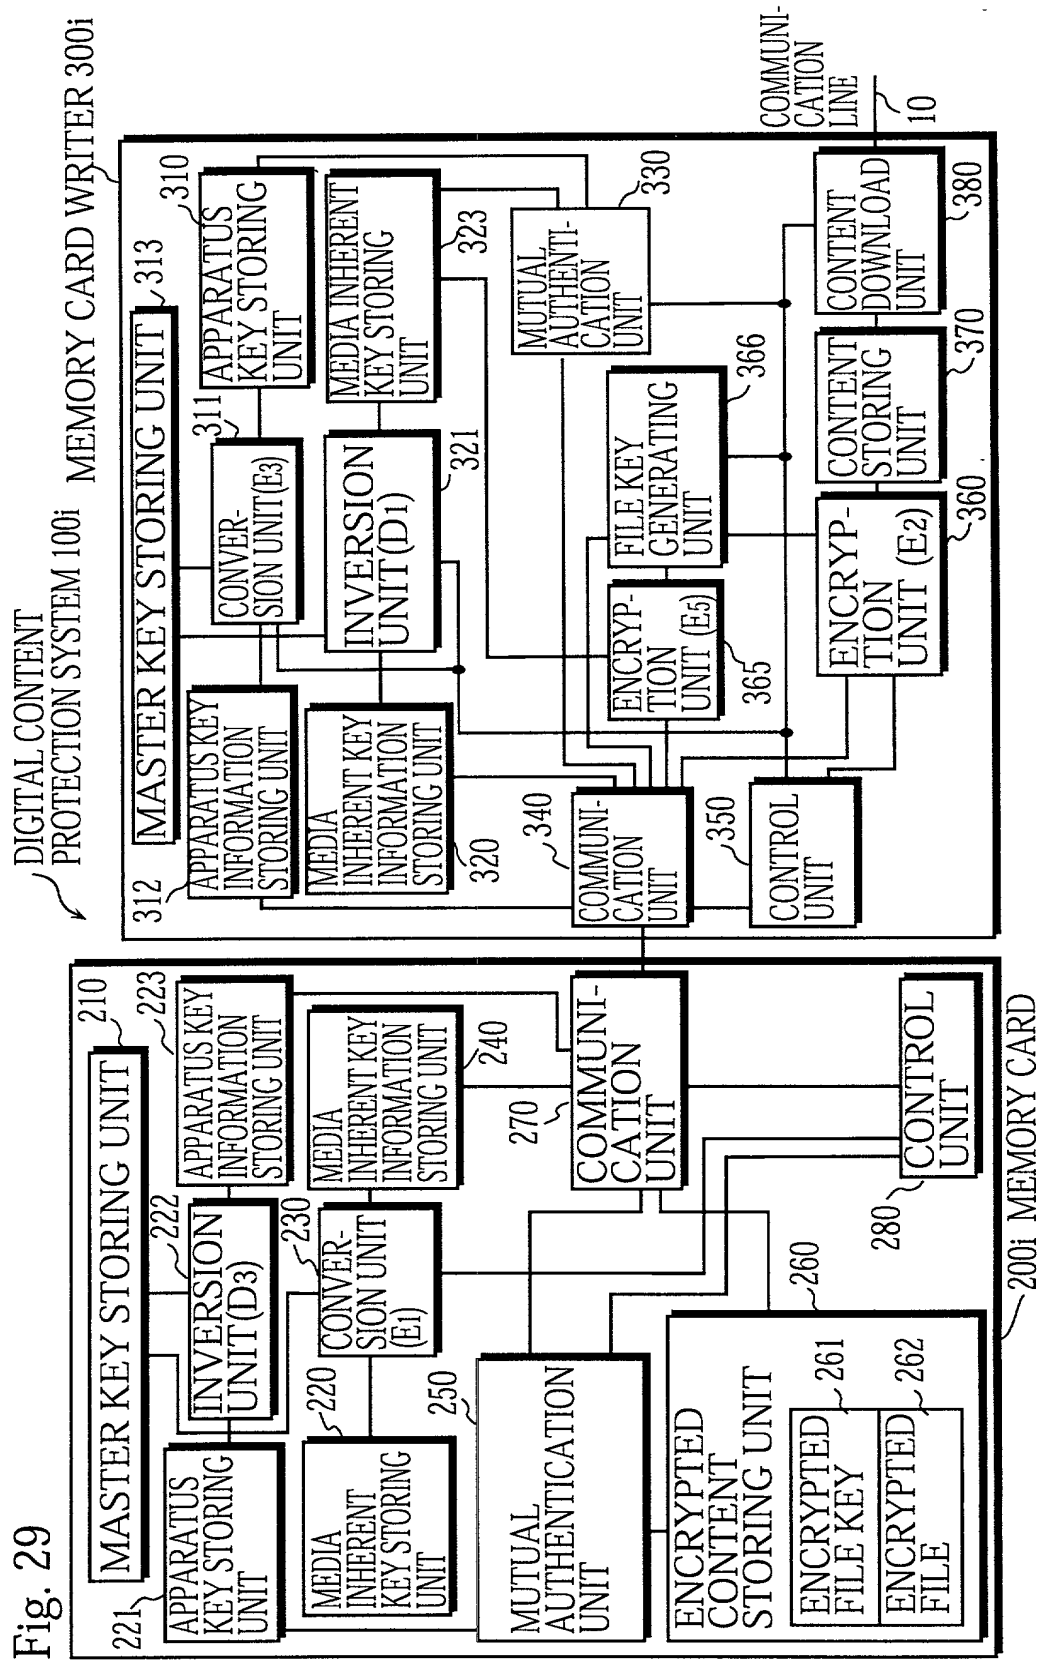 Fig. 29
DIGITAL CONTENT
PROTECTION SYSTEM 100i
MEMORY CARD WRITER 300i
210
MASTER KEY STORING UNIT
221
APPARATUS
KEY STORING
UNIT
222
INVERSION
UNIT(D3)
223
APPARATUS KEY
INFORMATION
STORING UNIT
220
MEDIA
INHERENT
KEY STORING
UNIT
230
CONVER-
SION UNIT
(E1)
240
MEDIA
INHERENT KEY
INFORMATION
STORING UNIT
250
MUTUAL
AUTHENTICATION
UNIT
270
COMMUNI-
CATION
UNIT
260
ENCRYPTED
CONTENT
STORING UNIT
261
ENCRYPTED
FILE KEY
262
ENCRYPTED
FILE
280
CONTROL
UNIT
200i MEMORY CARD
313
MASTER KEY STORING UNIT
312
APPARATUS KEY
INFORMATION
STORING UNIT
311
CONVER-
SION UNIT(E3)
310
APPARATUS
KEY STORING
UNIT
320
MEDIA
INHERENT KEY
INFORMATION
STORING UNIT
321
INVERSION
UNIT(D1)
323
MEDIA INHERENT
KEY STORING
UNIT
330
MUTUAL
AUTHENTI-
CATION
UNIT
340
COMMUNI-
CATION
UNIT
365
ENCRYP-
TION
UNIT (E5)
366
FILE KEY
GENERATING
UNIT
350
CONTROL
UNIT
360
ENCRYP-
TION
UNIT (E2)
370
CONTENT
STORING
UNIT
380
CONTENT
DOWNLOAD
UNIT
COMMUNI-
CATION
LINE
10